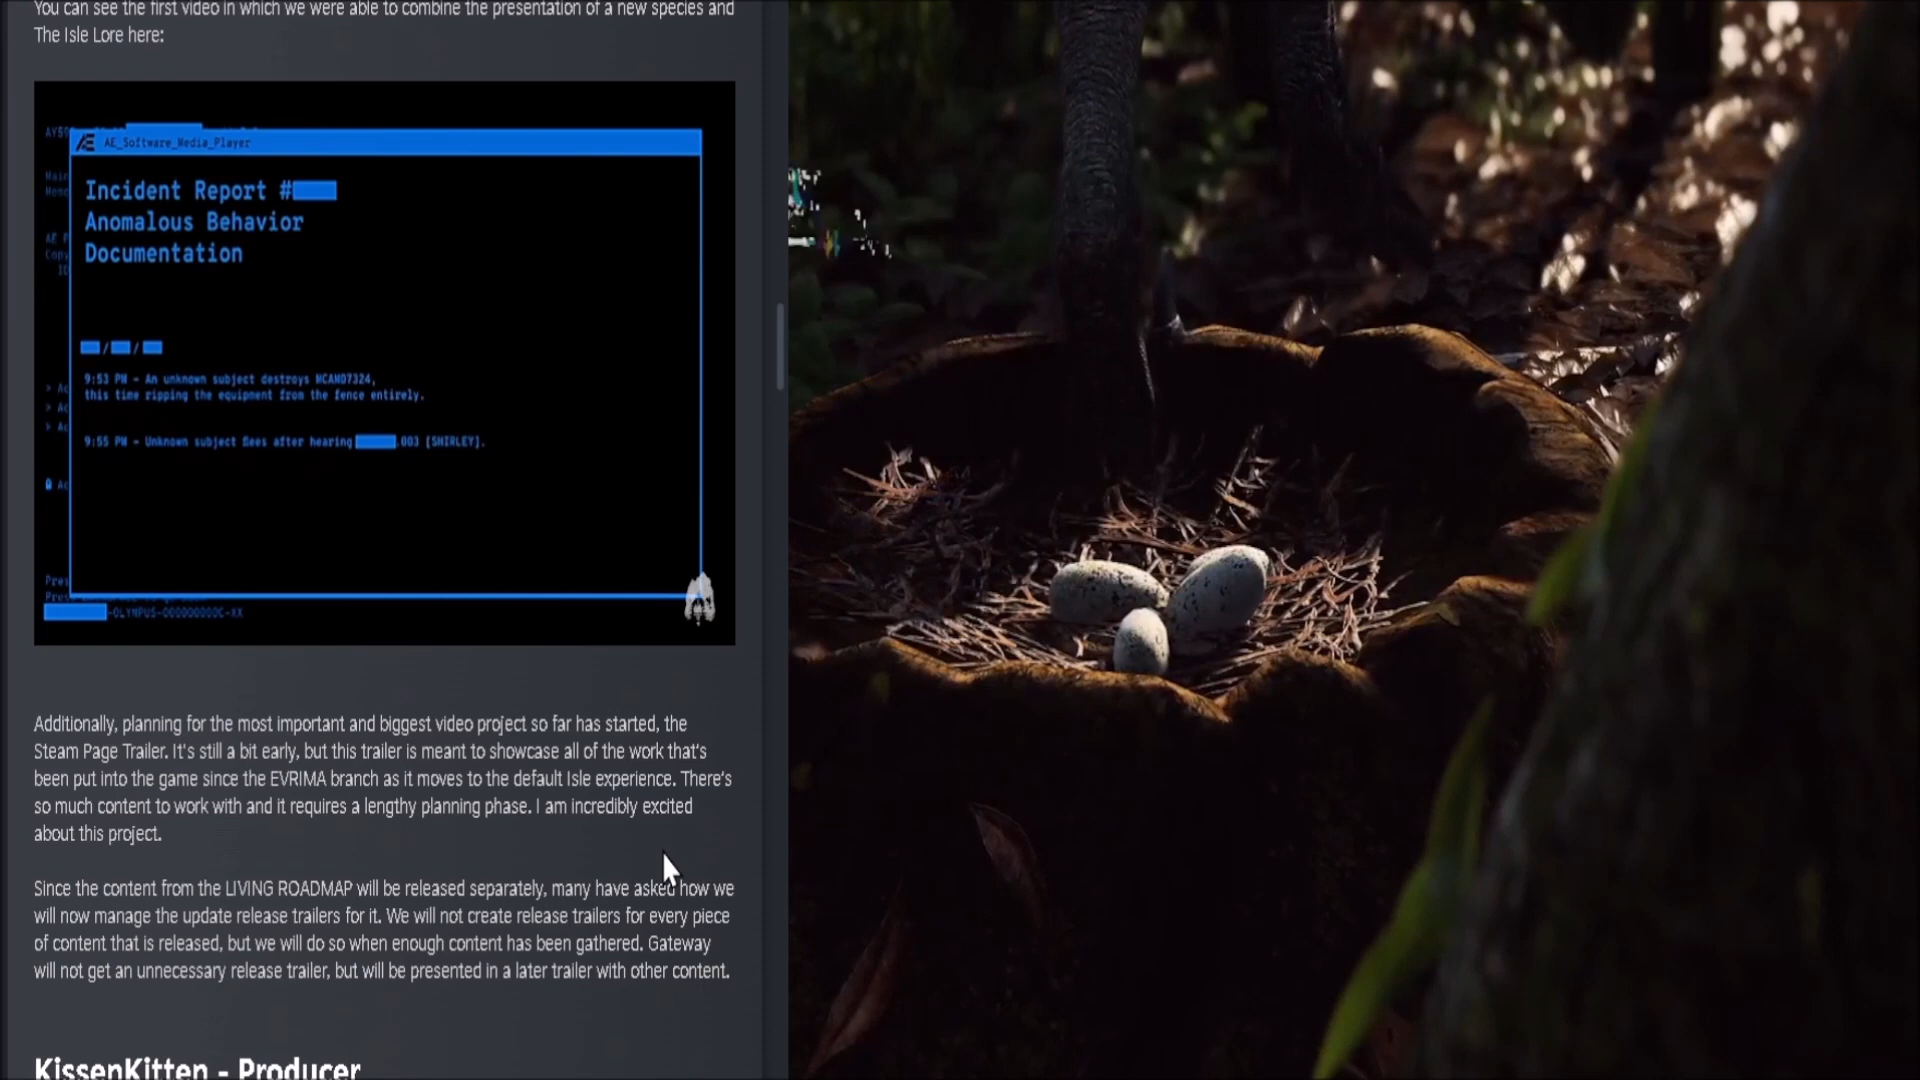 You can see the first video in which we were able to combine the presentation of a new species and
The Isle Lore here:
AE_Software_Media_Player
Incident Report #
Anomalous Behavior
Documentation
/ /
9:53 PM - An unknown subject destroys MCAN07324,
this time ripping the equipment from the fence entirely.
9:55 PM - Unknown subject flees after hearing .003 [SHIRLEY].
Pres
Additionally, planning for the most important and biggest video project so far has started, the
Steam Page Trailer. It's still a bit early, but this trailer is meant to showcase all of the work that's
been put into the game since the EVRIMA branch as it moves to the default Isle experience. There's
so much content to work with and it requires a lengthy planning phase. I am incredibly excited
about this project.
Since the content from the LIVING ROADMAP will be released separately, many have asked how we
will now manage the update release trailers for it. We will not create release trailers for every piece
of content that is released, but we will do so when enough content has been gathered. Gateway
will not get an unnecessary release trailer, but will be presented in a later trailer with other content.
KissenKitten - Producer